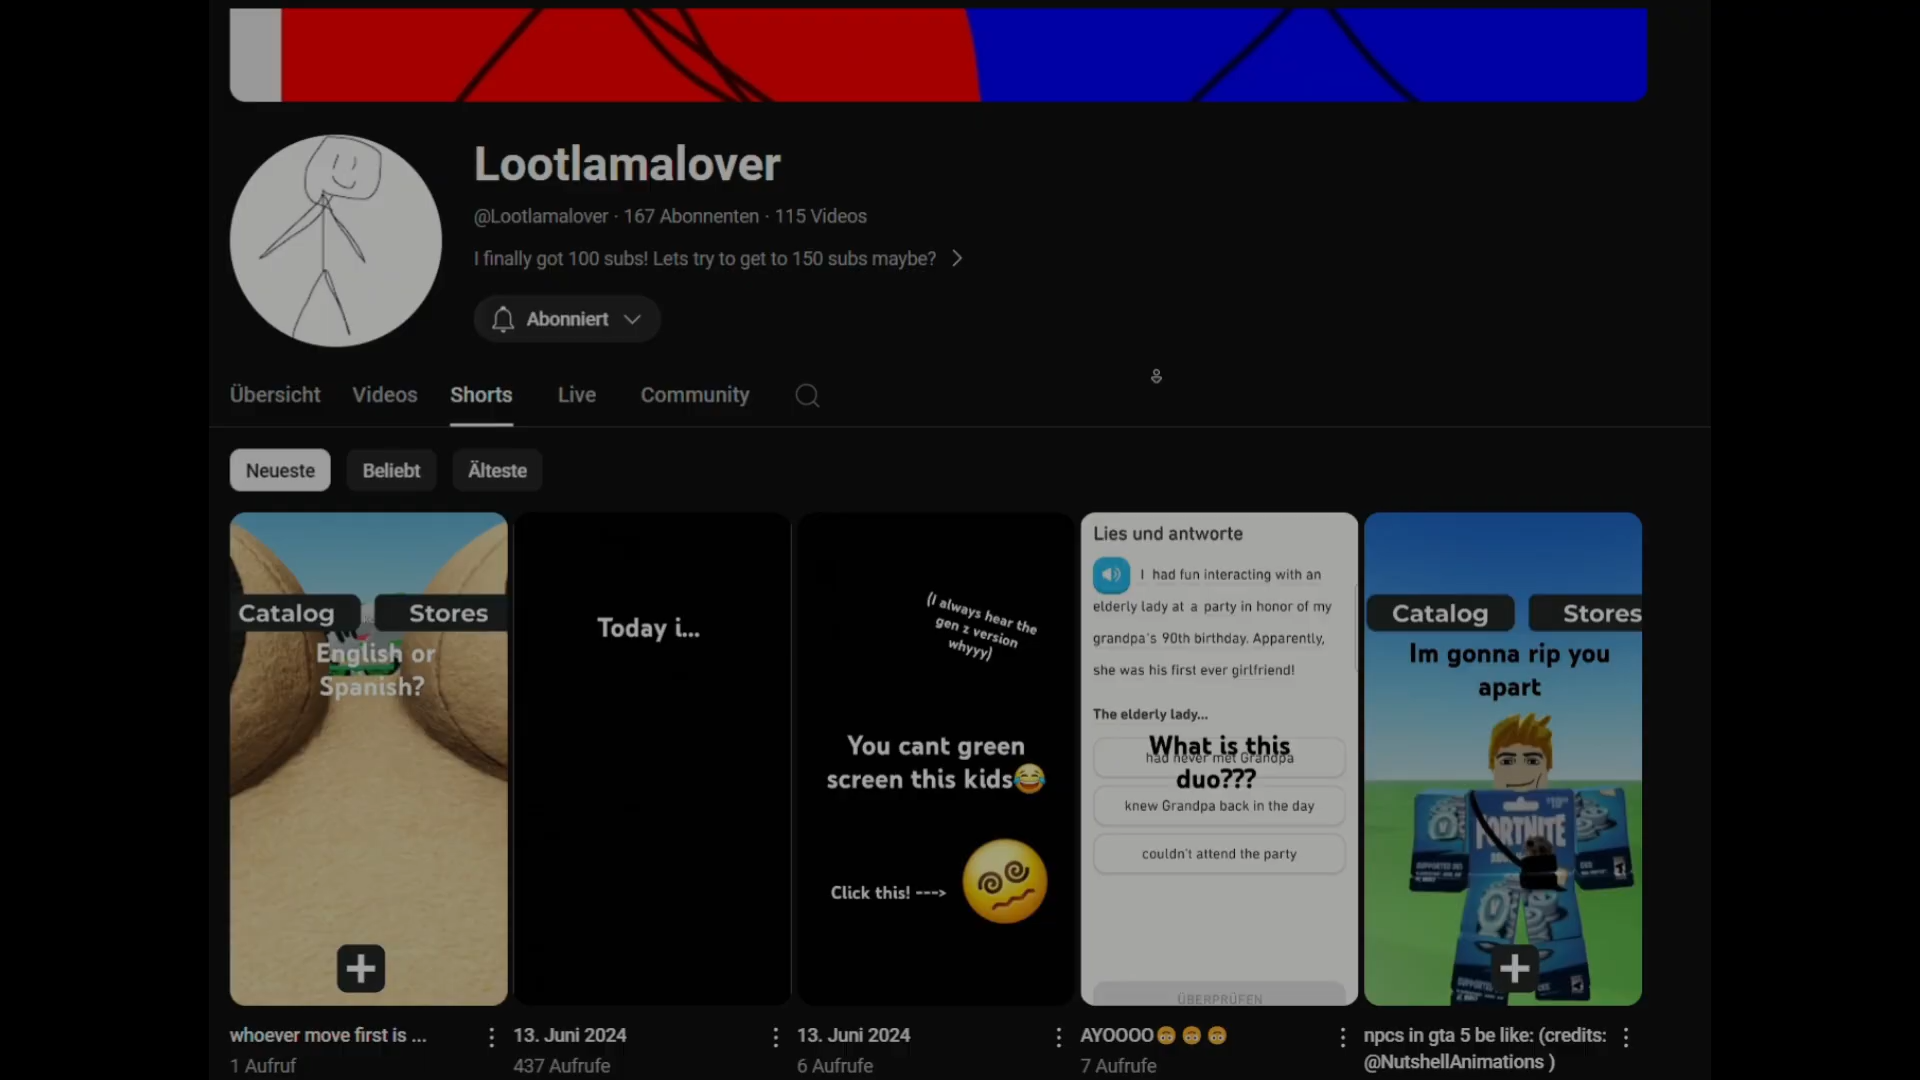 Lootlamalover
@Lootlamalover · 167 Abonnenten · 115 Videos
I finally got 100 subs! Lets try to get to 150 subs maybe?
Abonniert
Übersicht Videos Shorts Live Community
Neueste Beliebt Älteste
Catalog Stores
English or
Spanish?
Today i...
(I always hear the
gen z version
whyyy)
You cant green
screen this kids😂
Click this! --->
Lies und antworte
I had fun interacting with an
elderly lady at a party in honor of my
grandpa's 90th birthday. Apparently,
she was his first ever girlfriend!
The elderly lady...
What is this
duo???
had never met Grandpa
knew Grandpa back in the day
couldn't attend the party
ÜBERPRÜFEN
Catalog Stores
Im gonna rip you
apart
FORTNITE
whoever move first is ...
1 Aufruf
13. Juni 2024
437 Aufrufe
13. Juni 2024
6 Aufrufe
AYOOOO🙃🙃🙃
7 Aufrufe
npcs in gta 5 be like: (credits:
@NutshellAnimations )